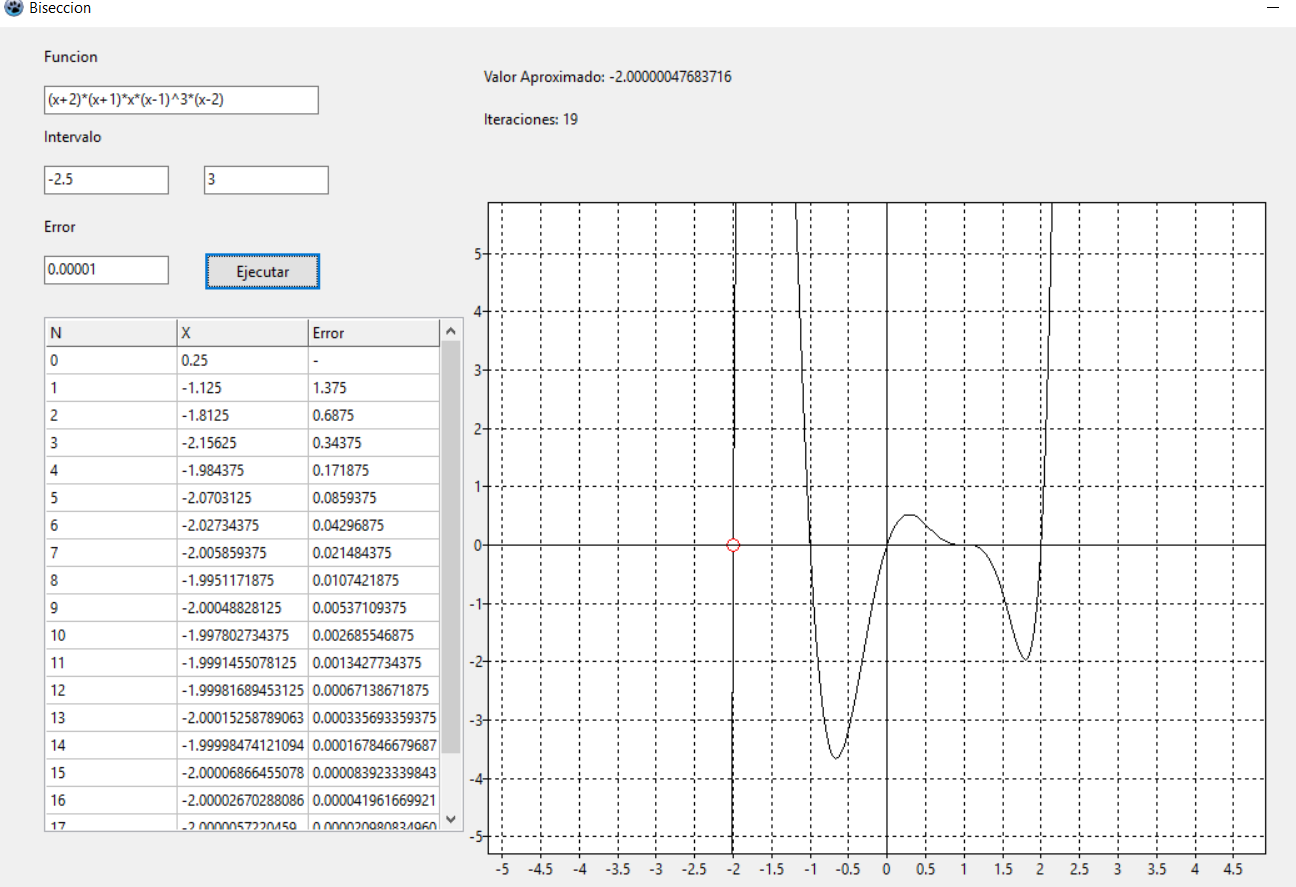 Biseccion
Funcion
(x+2)*(x+1)*x*(x-1)^3*(x-2)
Intervalo
-2.5 3
Error
0.00001 Ejecutar
Valor Aproximado: -2.00000047683716
Iteraciones: 19
N X Error
0 0.25 -
1 -1.125 1.375
2 -1.8125 0.6875
3 -2.15625 0.34375
4 -1.984375 0.171875
5 -2.0703125 0.0859375
6 -2.02734375 0.04296875
7 -2.005859375 0.021484375
8 -1.9951171875 0.0107421875
9 -2.00048828125 0.00537109375
10 -1.997802734375 0.002685546875
11 -1.9991455078125 0.0013427734375
12 -1.99981689453125 0.00067138671875
13 -2.00015258789063 0.000335693359375
14 -1.99998474121094 0.000167846679687
15 -2.00006866455078 0.000083923339843
16 -2.00002670288086 0.000041961669921
17 -2.0000057220459 0.000020980834960
5
4
3
2
1
0
-1
-2
-3
-4
-5
-5 -4.5 -4 -3.5 -3 -2.5 -2 -1.5 -1 -0.5 0 0.5 1 1.5 2 2.5 3 3.5 4 4.5